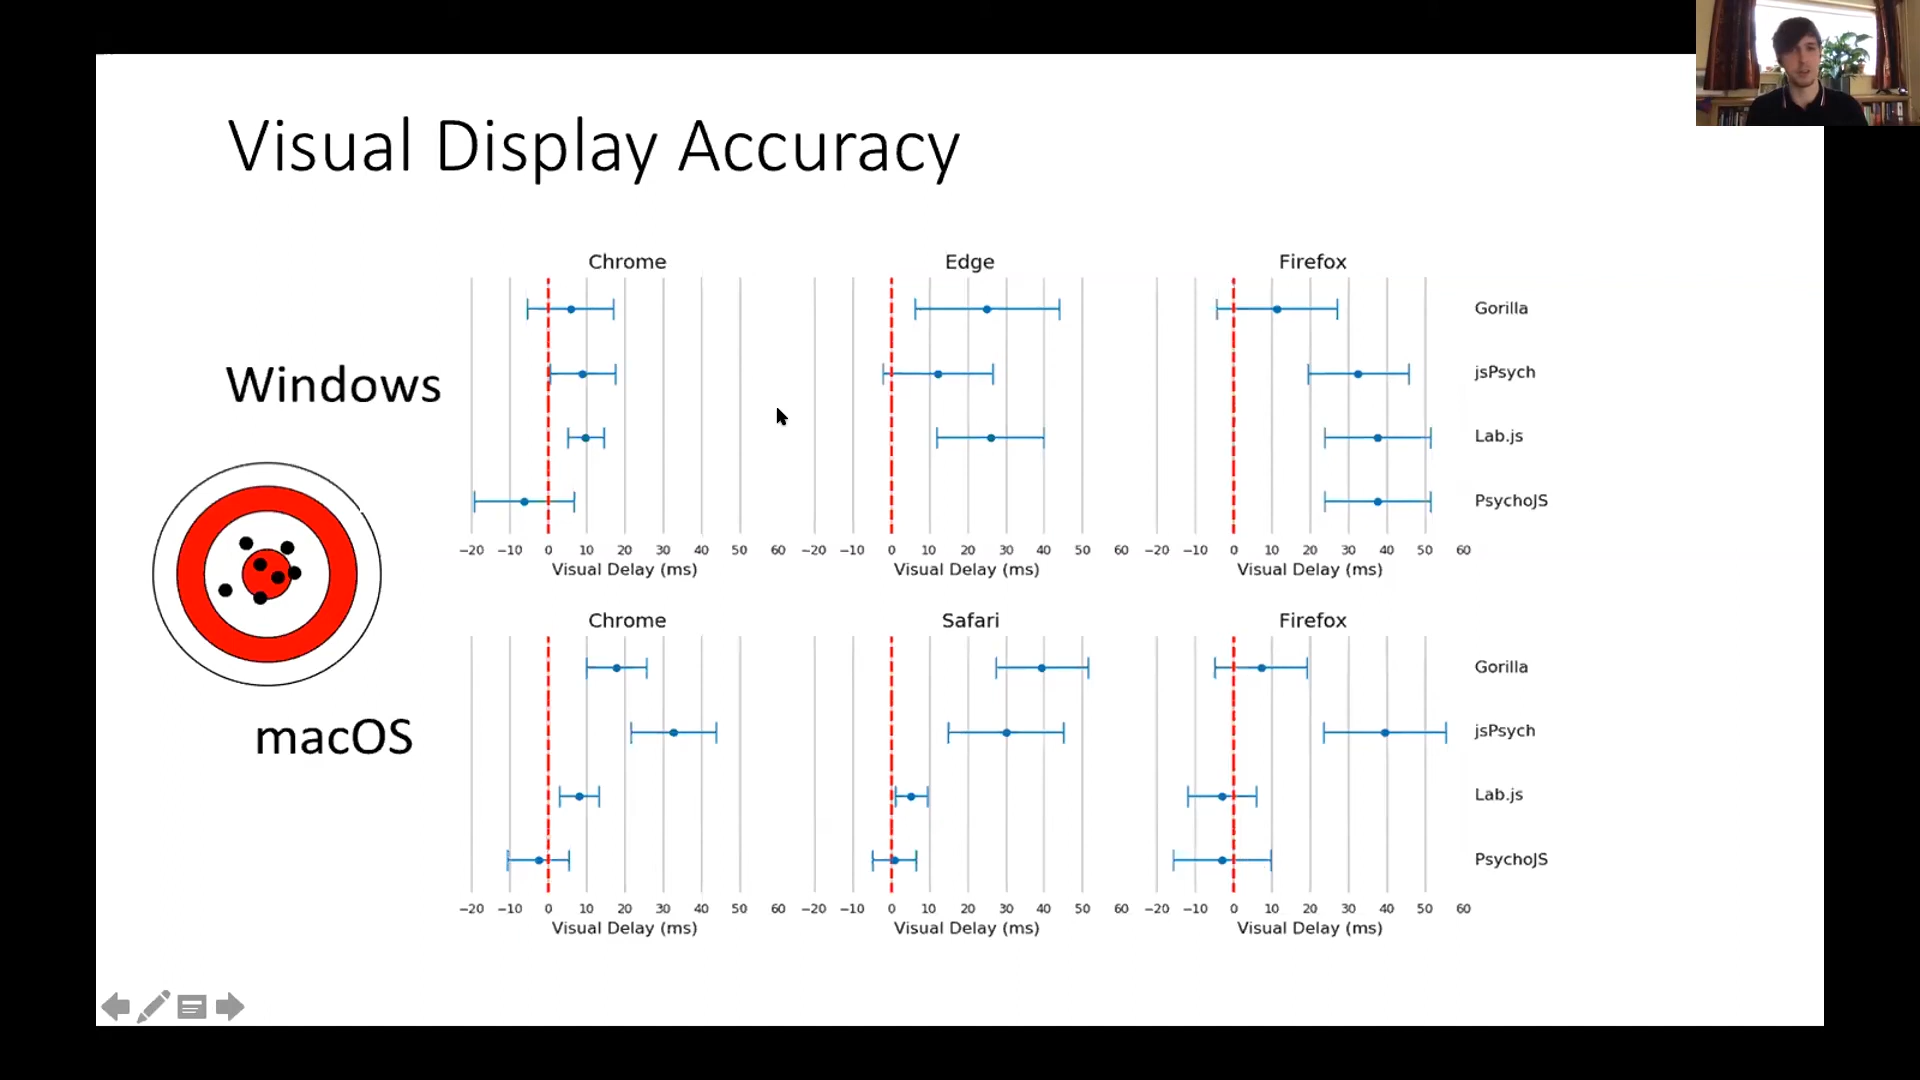 Visual Display Accuracy
Chrome Edge Firefox
Windows
Gorilla
jsPsych
Lab.js
PsychoJS
−20 −10 0 10 20 30 40 50 60 −20 −10 0 10 20 30 40 50 60 −20 −10 0 10 20 30 40 50 60
Visual Delay (ms) Visual Delay (ms) Visual Delay (ms)
Chrome Safari Firefox
macOS
Gorilla
jsPsych
Lab.js
PsychoJS
−20 −10 0 10 20 30 40 50 60 −20 −10 0 10 20 30 40 50 60 −20 −10 0 10 20 30 40 50 60
Visual Delay (ms) Visual Delay (ms) Visual Delay (ms)